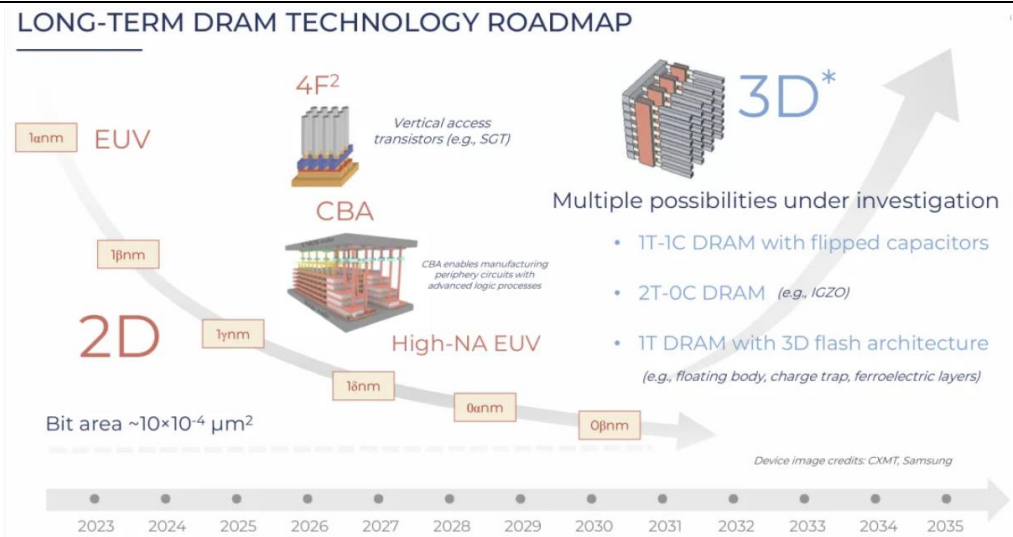 LONG-TERM DRAM TECHNOLOGY ROADMAP
1αnm
EUV
4F²
Vertical access
transistors (e.g., SGT)
3D*
Multiple possibilities under investigation
• 1T-1C DRAM with flipped capacitors
• 2T-0C DRAM (e.g., IGZO)
• 1T DRAM with 3D flash architecture
(e.g., floating body, charge trap, ferroelectric layers)
CBA
CBA enables manufacturing
periphery circuits with
advanced logic processes
1βnm
2D
1γnm
High-NA EUV
1δnm
0αnm
0βnm
Bit area ~10×10⁻⁴ μm²
Device image credits: CXMT, Samsung
2023 2024 2025 2026 2027 2028 2029 2030 2031 2032 2033 2034 2035